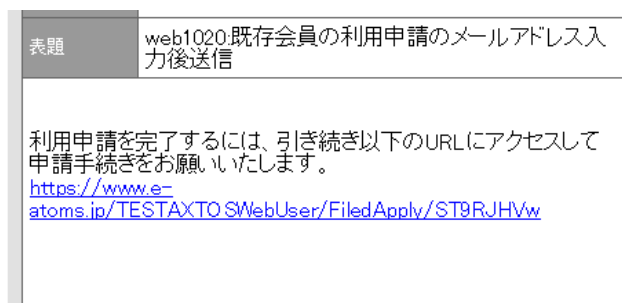 表題
web1020:既存会員の利用申請のメールアドレス入
力後送信
利用申請を完了するには、引き続き以下のURLにアクセスして
申請手続きをお願いいたします。
https://www.e-
atoms.jp/TESTAXTOSWebUser/FiledApply/ST9RJHVw